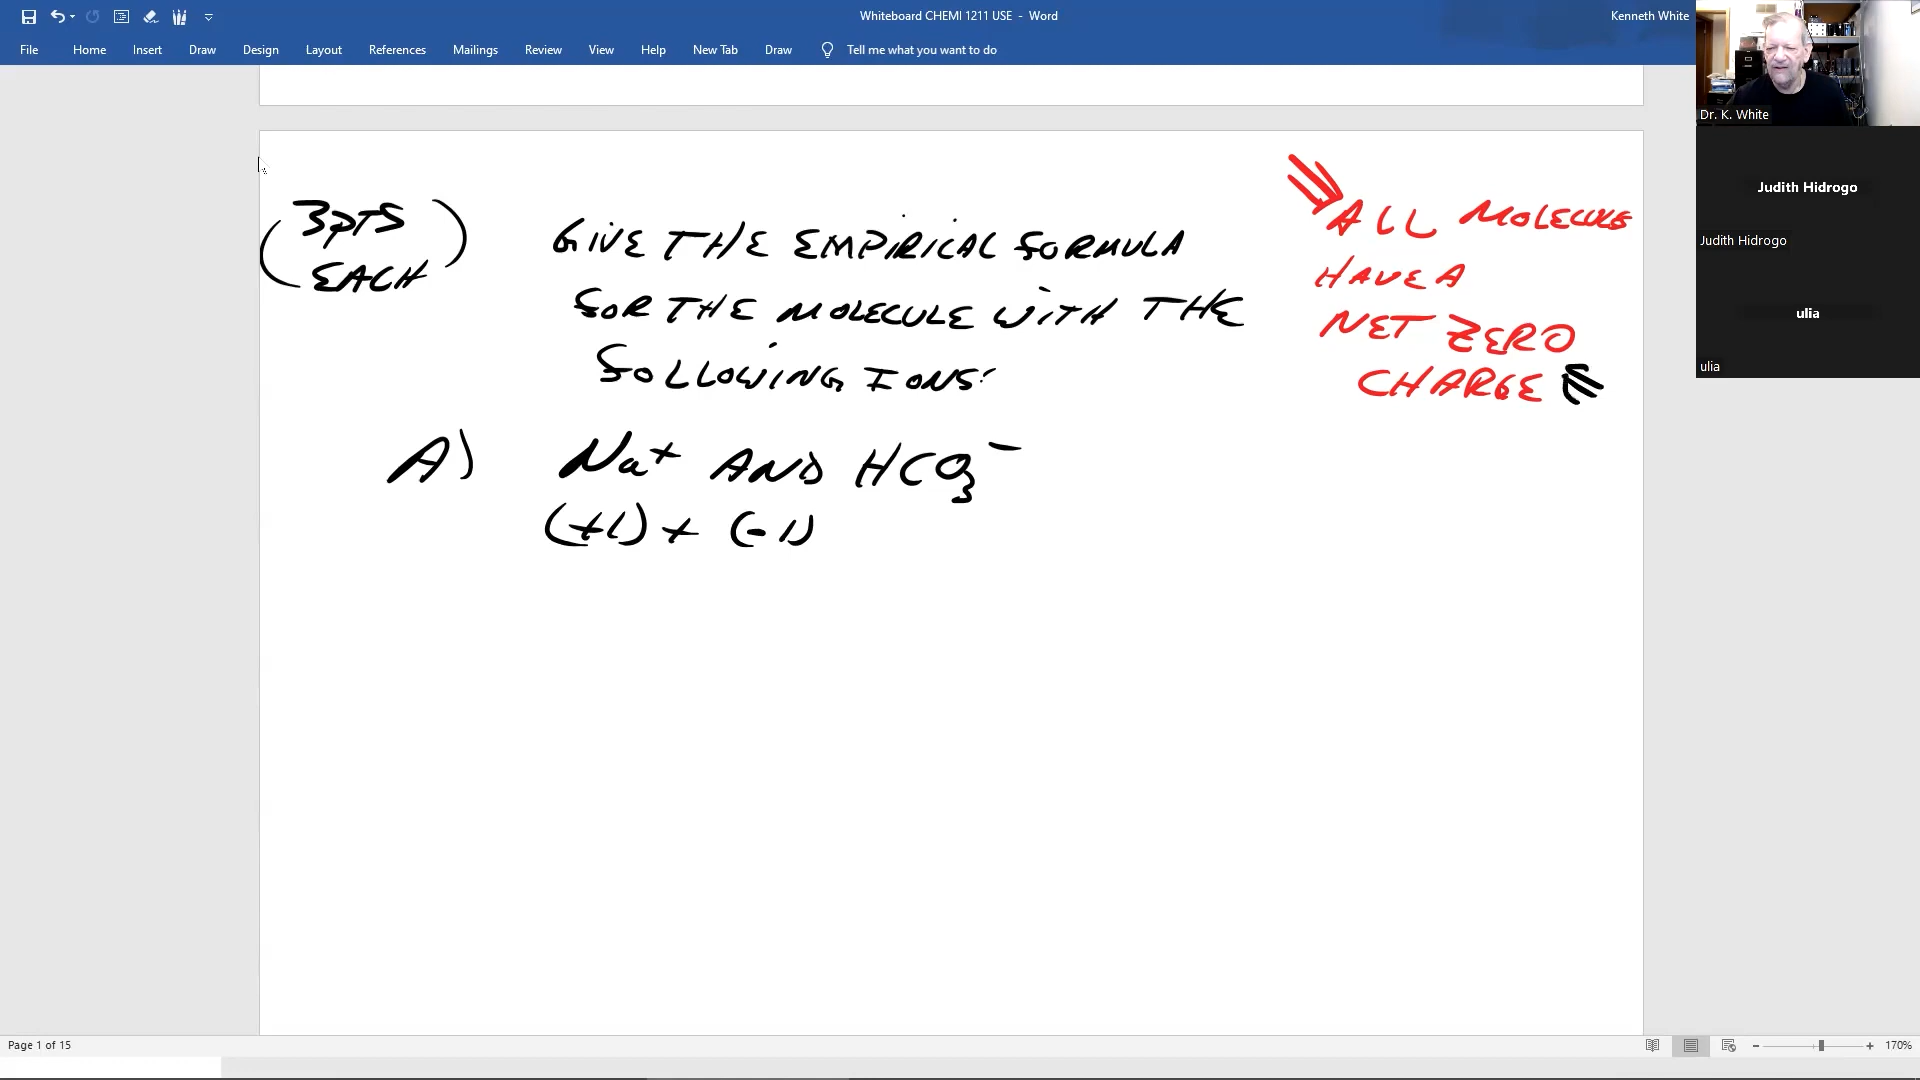 Whiteboard CHEMI 1211 USE - Word
Kenneth White
File Home Insert Draw Design Layout References Mailings Review View Help New Tab Draw Tell me what you want to do
Dr. K. White
Judith Hidrogo
Judith Hidrogo
ulia
ulia
(3PTS
EACH)
GIVE THE EMPIRICAL FORMULA
FOR THE MOLECULE WITH THE
FOLLOWING IONS:
ALL MOLECULE
HAVE A
NET ZERO
CHARGE
A) Na⁺ AND HCO₃⁻
(+1) + (-1)
Page 1 of 15
170%